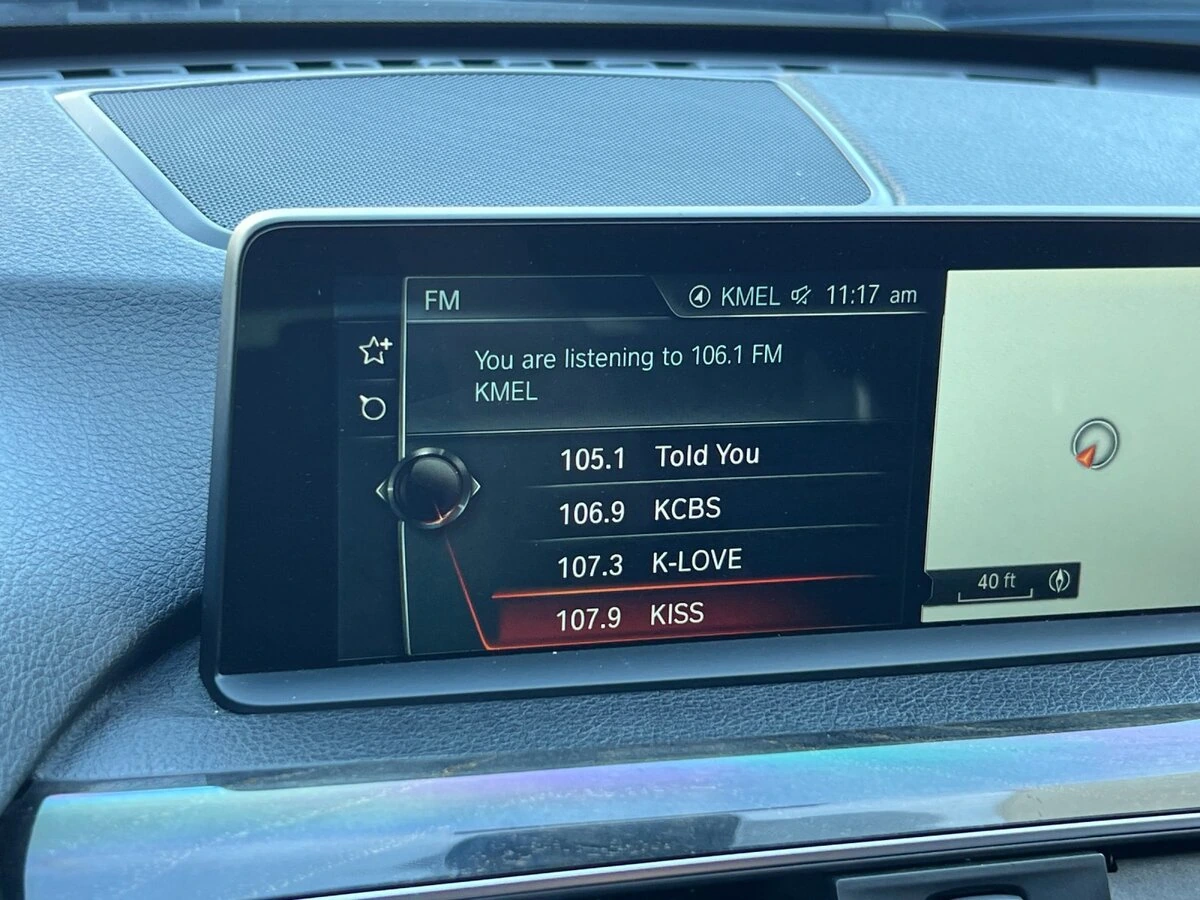 FM
KMEL 11:17 am
You are listening to 106.1 FM
KMEL
105.1 Told You
106.9 KCBS
107.3 K-LOVE
107.9 KISS
40 ft